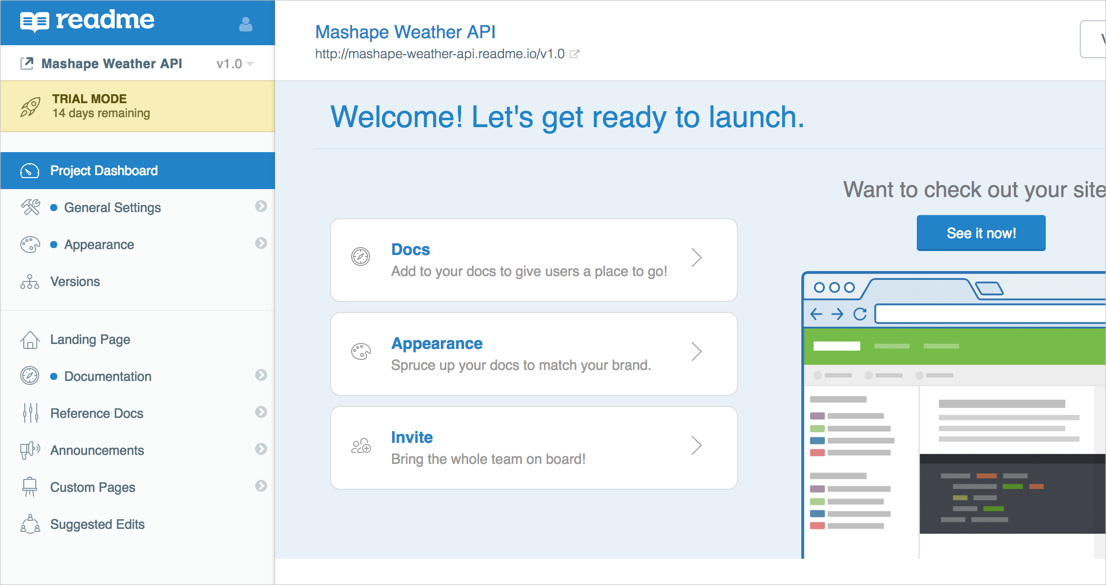 readme
Mashape Weather API v1.0
TRIAL MODE
14 days remaining
Project Dashboard
General Settings
Appearance
Versions
Landing Page
Documentation
Reference Docs
Announcements
Custom Pages
Suggested Edits
Mashape Weather API
http://mashape-weather-api.readme.io/v1.0
Welcome! Let's get ready to launch.
Docs
Add to your docs to give users a place to go!
Appearance
Spruce up your docs to match your brand.
Invite
Bring the whole team on board!
Want to check out your site
See it now!